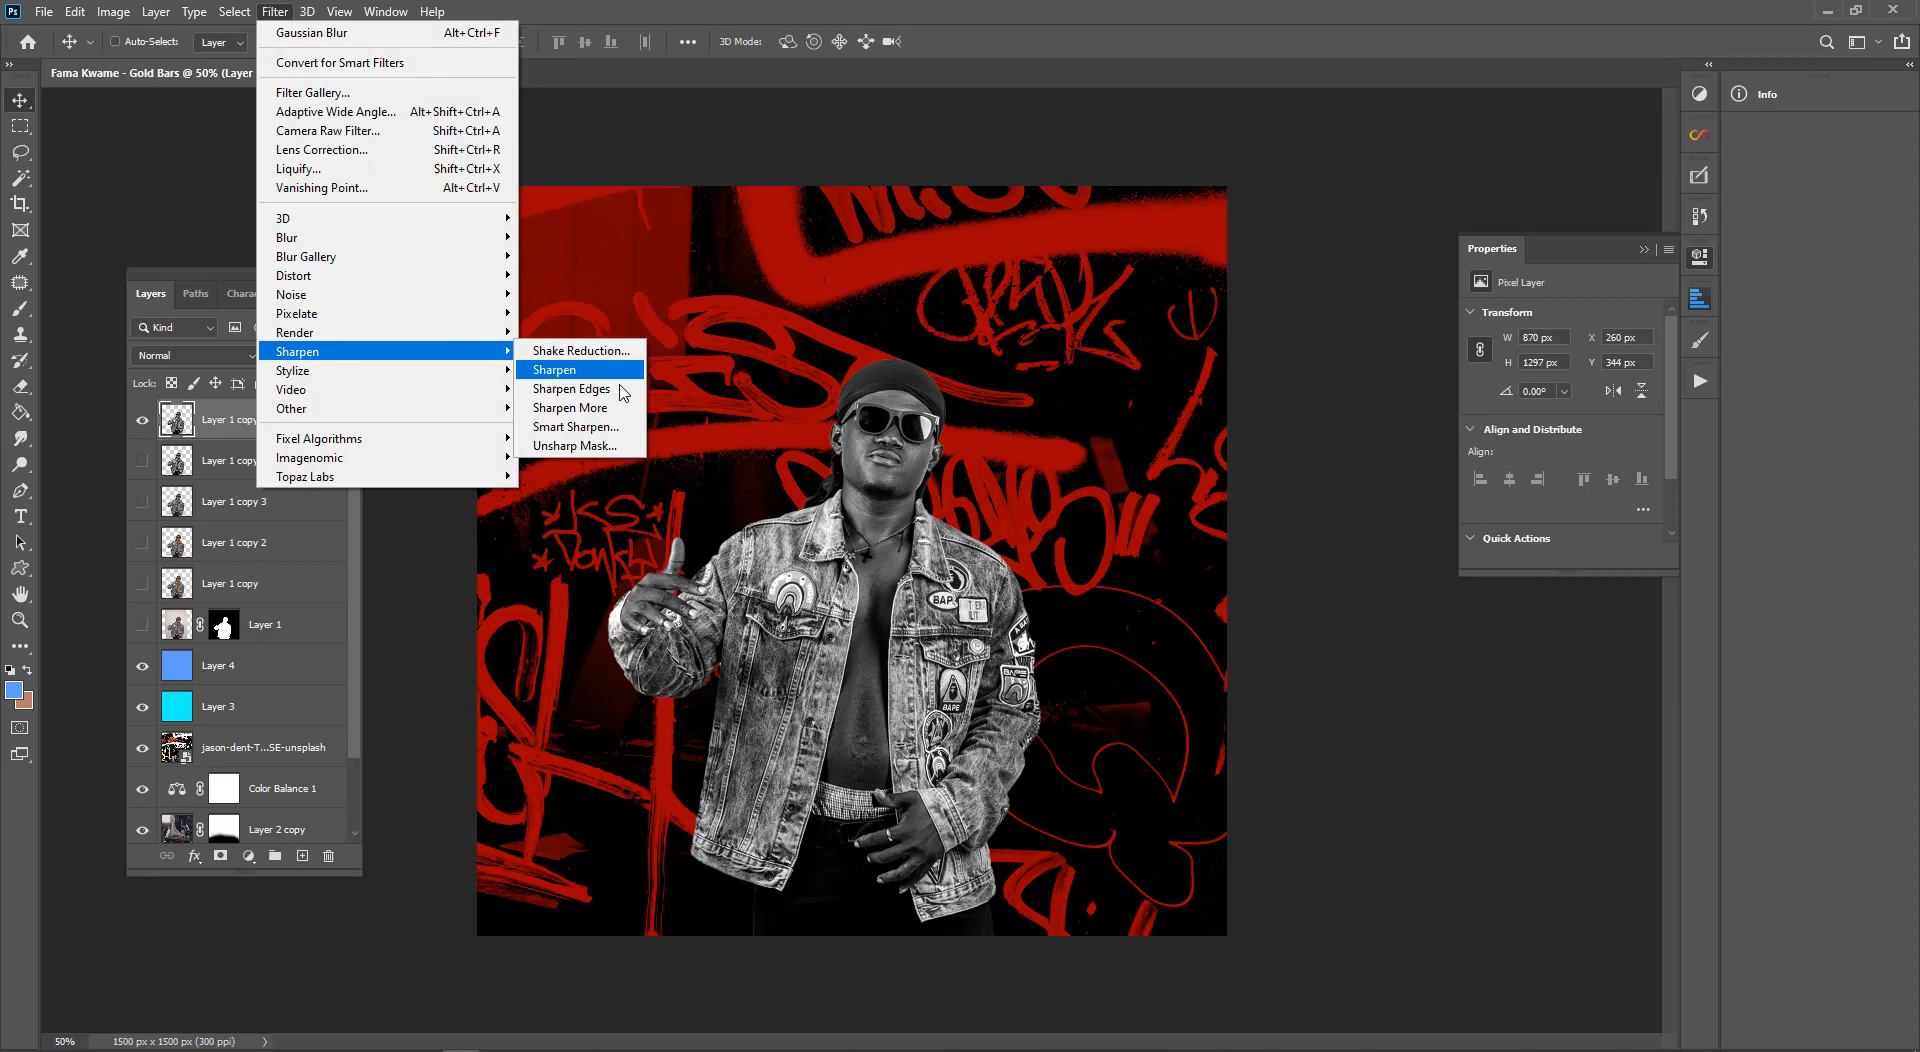 Ps File Edit Image Layer Type Select Filter 3D View Window Help
Auto-Select: Layer
3D Mode:
Fama Kwame - Gold Bars @ 50% (Layer
Gaussian Blur Alt+Ctrl+F
Convert for Smart Filters
Filter Gallery...
Adaptive Wide Angle... Alt+Shift+Ctrl+A
Camera Raw Filter... Shift+Ctrl+A
Lens Correction... Shift+Ctrl+R
Liquify... Shift+Ctrl+X
Vanishing Point... Alt+Ctrl+V
3D
Blur
Blur Gallery
Distort
Noise
Pixelate
Render
Sharpen
Stylize
Video
Other
Fixel Algorithms
Imagenomic
Topaz Labs
Shake Reduction...
Sharpen
Sharpen Edges
Sharpen More
Smart Sharpen...
Unsharp Mask...
Layers Paths Chara
Kind
Normal
Lock:
Layer 1 copy
Layer 1 copy
Layer 1 copy 3
Layer 1 copy 2
Layer 1 copy
Layer 1
Layer 4
Layer 3
jason-dent-T...SE-unsplash
Color Balance 1
Layer 2 copy
fx
BAPE
Info
Properties
Pixel Layer
Transform
W 870 px X 260 px
H 1297 px Y 344 px
0.00°
Align and Distribute
Align:
Quick Actions
50% 1500 px x 1500 px (300 ppi)